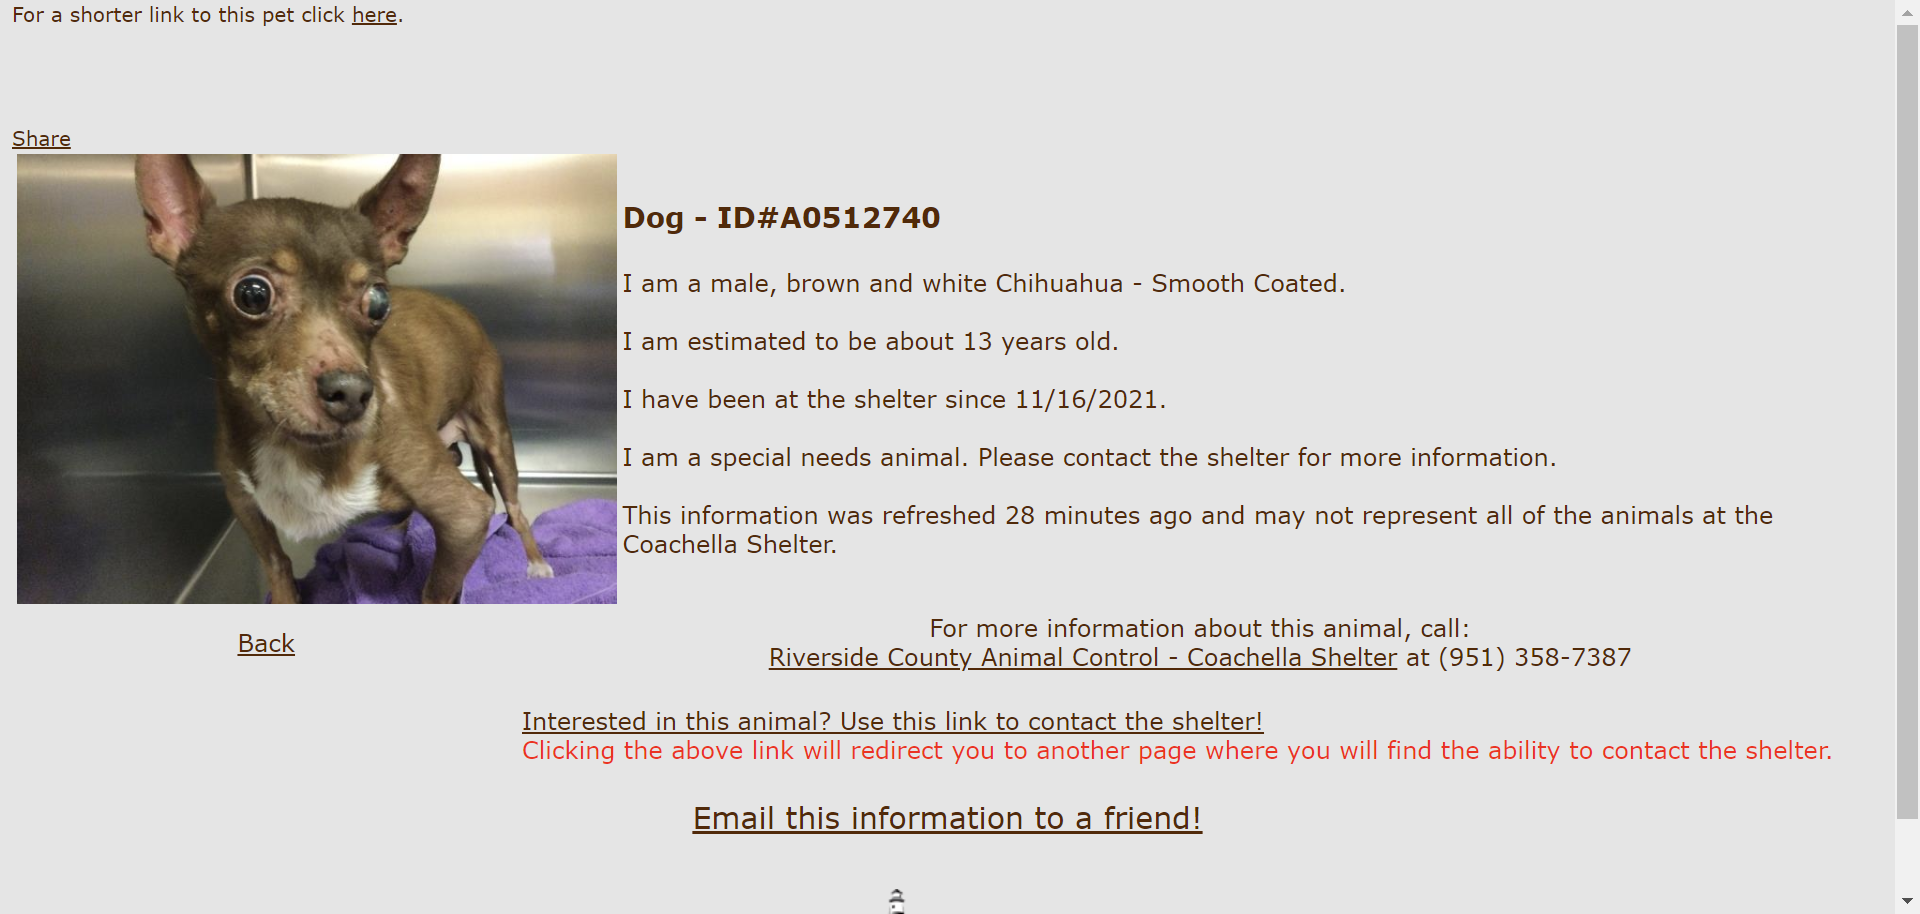 For a shorter link to this pet click here.
Share
Dog - ID#A0512740
I am a male, brown and white Chihuahua - Smooth Coated.
I am estimated to be about 13 years old.
I have been at the shelter since 11/16/2021.
I am a special needs animal. Please contact the shelter for more information.
This information was refreshed 28 minutes ago and may not represent all of the animals at the
Coachella Shelter.
Back
For more information about this animal, call:
Riverside County Animal Control - Coachella Shelter at (951) 358-7387
Interested in this animal? Use this link to contact the shelter!
Clicking the above link will redirect you to another page where you will find the ability to contact the shelter.
Email this information to a friend!